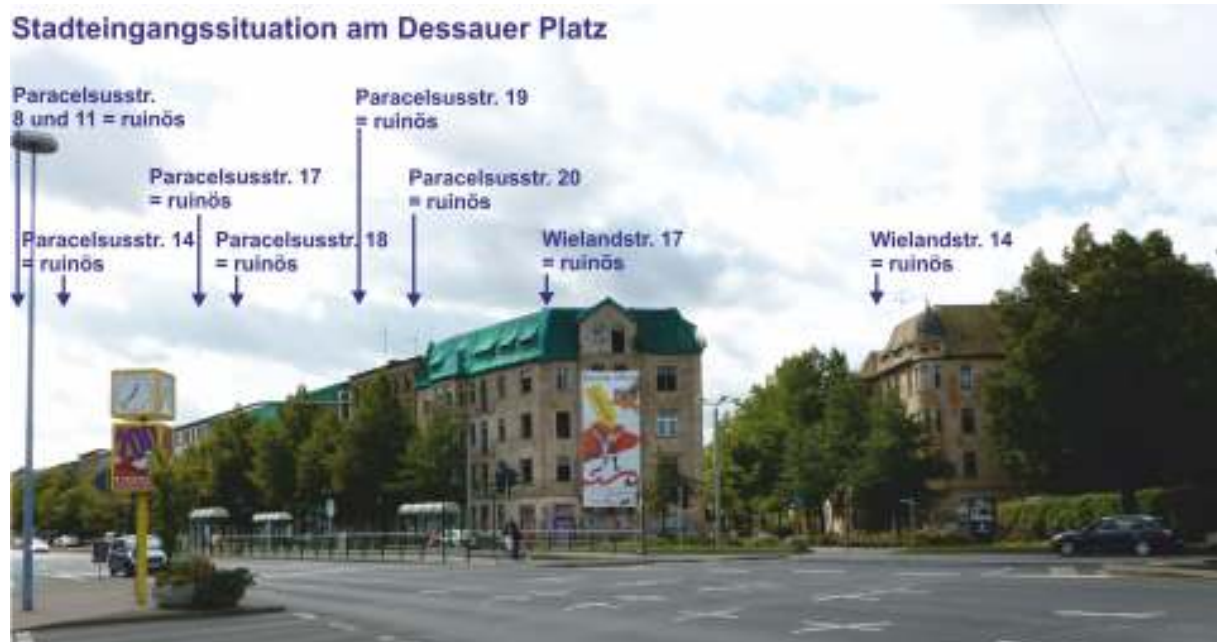 Stadteingangssituation am Dessauer Platz
Paracelsusstr.
8 und 11 = ruinös
Paracelsusstr. 19
= ruinös
Paracelsusstr. 17
= ruinös
Paracelsusstr. 20
= ruinös
Paracelsusstr. 14
= ruinös
Paracelsusstr. 18
= ruinös
Wielandstr. 17
= ruinös
Wielandstr. 14
= ruinös